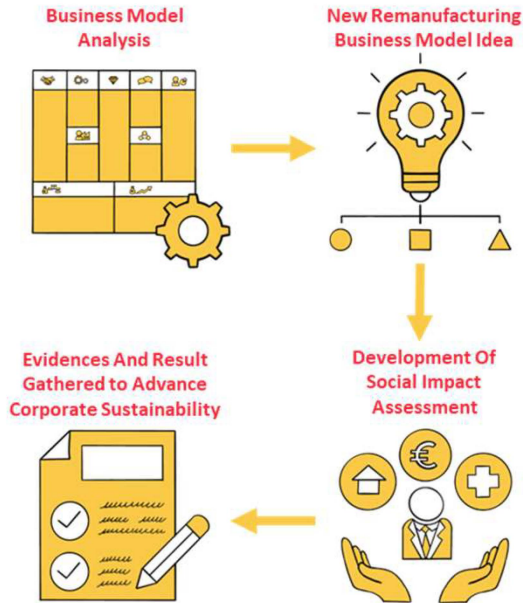 Business Model
Analysis
New Remanufacturing
Business Model Idea
Development Of
Social Impact
Assessment
€
Evidences And Result
Gathered to Advance
Corporate Sustainability